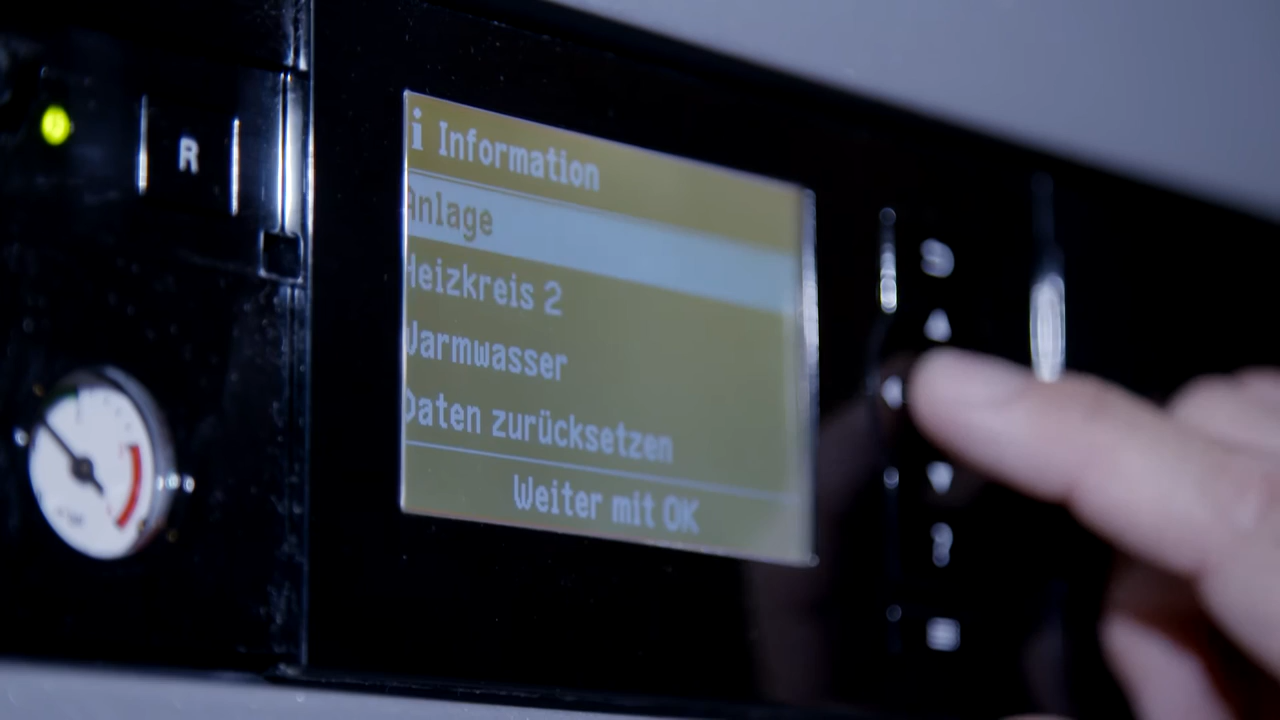 R
i Information
Anlage
Heizkreis 2
Warmwasser
Daten zurücksetzen
Weiter mit OK
?